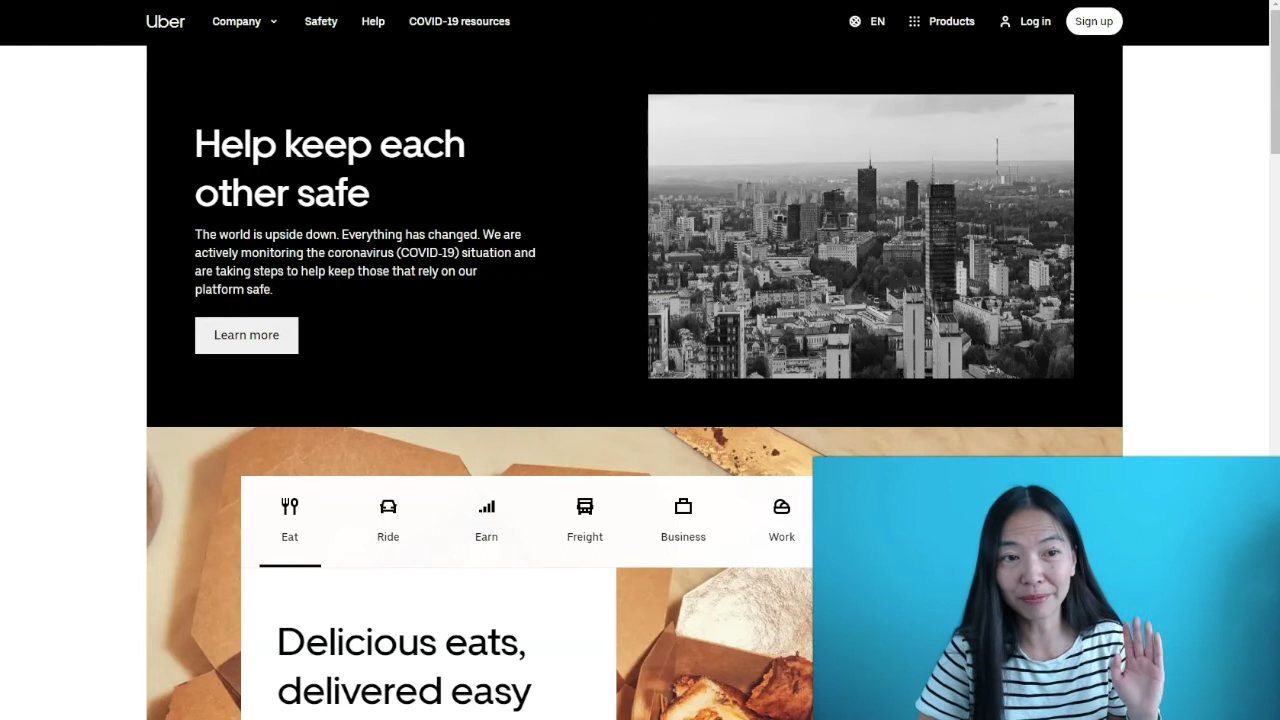 Uber
Company
Safety
Help
COVID-19 resources
EN
Products
Log in
Sign up
Help keep each
other safe
The world is upside down. Everything has changed. We are
actively monitoring the coronavirus (COVID-19) situation and
are taking steps to help keep those that rely on our
platform safe.
Learn more
Eat
Ride
Earn
Freight
Business
Work
Delicious eats,
delivered easy